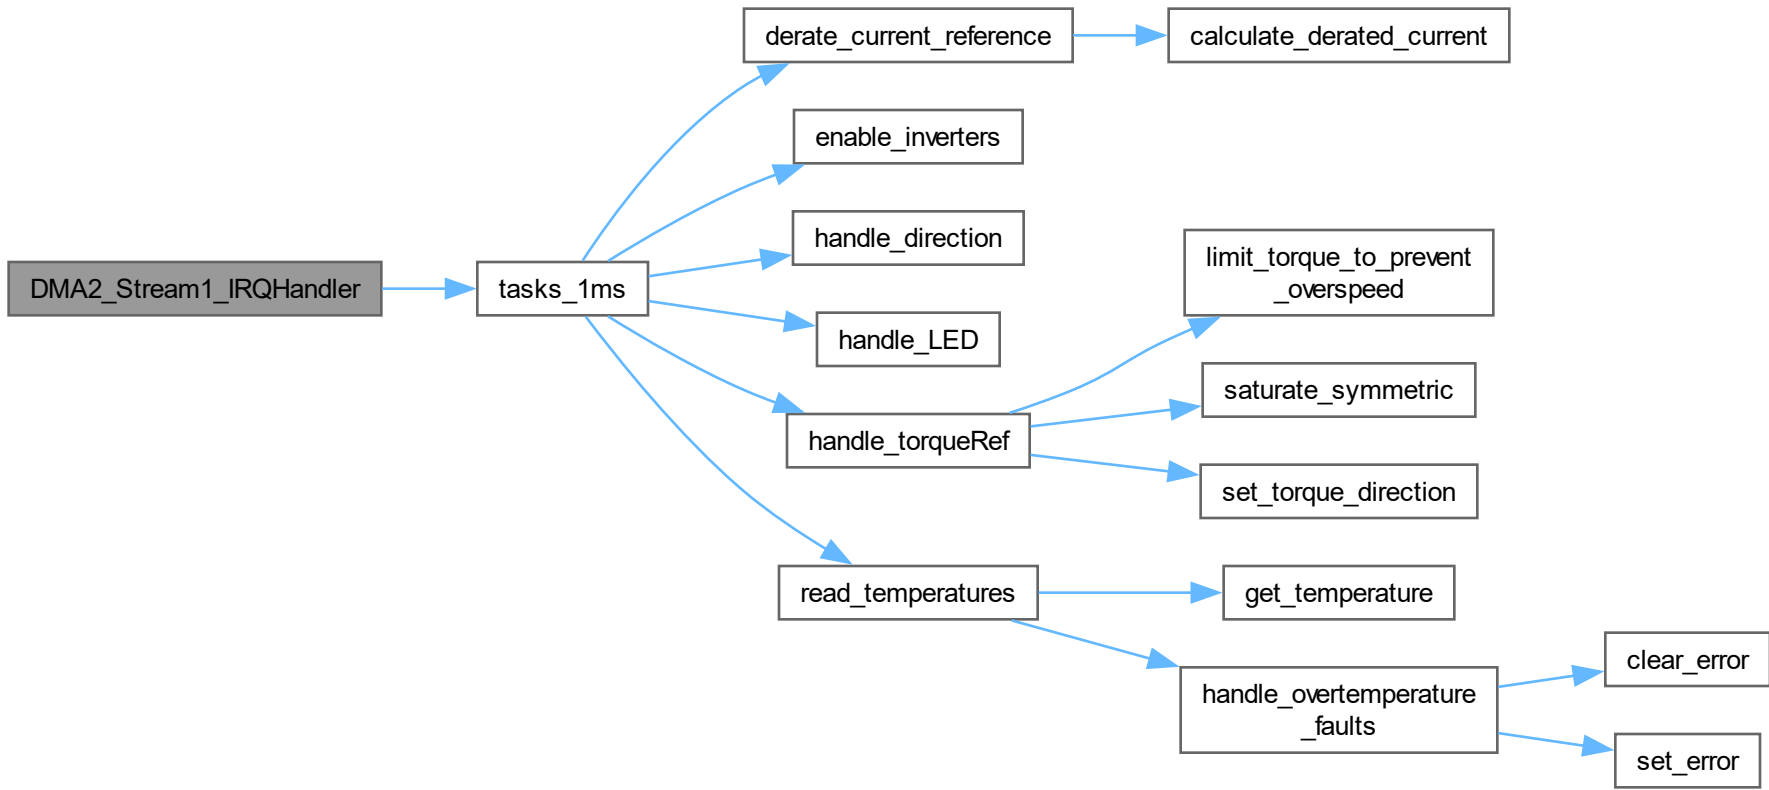 DMA2_Stream1_IRQHandler
tasks_1ms
derate_current_reference
calculate_derated_current
enable_inverters
handle_direction
handle_LED
handle_torqueRef
limit_torque_to_prevent
_overspeed
saturate_symmetric
set_torque_direction
read_temperatures
get_temperature
handle_overtemperature
_faults
clear_error
set_error